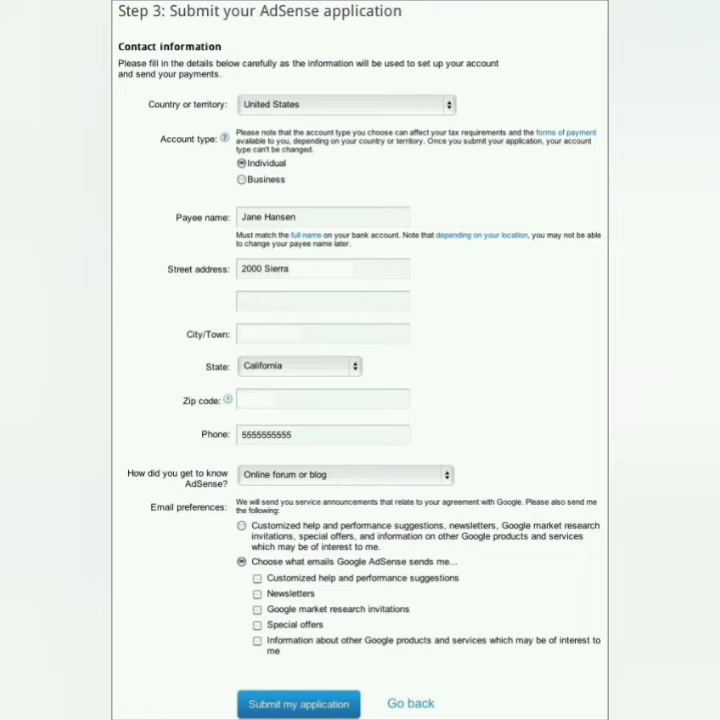 Step 3: Submit your AdSense application
Contact information
Please fill in the details below carefully as the information will be used to set up your account
and send your payments.
Country or territory: United States
Account type: Please note that the account type you choose can affect your tax requirements and the forms of payment
available to you, depending on your country or territory. Once you submit your application, your account
type can't be changed.
Individual
Business
Payee name: Jane Hansen
Must match the full name on your bank account. Note that depending on your location, you may not be able
to change your payee name later.
Street address: 2000 Sierra
City/Town:
State: California
Zip code:
Phone: 5555555555
How did you get to know
AdSense?
Online forum or blog
Email preferences: We will send you service announcements that relate to your agreement with Google. Please also send me
the following:
Customized help and performance suggestions, newsletters, Google market research
invitations, special offers, and information on other Google products and services
which may be of interest to me.
Choose what emails Google AdSense sends me...
Customized help and performance suggestions
Newsletters
Google market research invitations
Special offers
Information about other Google products and services which may be of interest to
me
Submit my application Go back